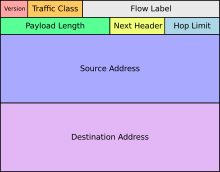 Version Traffic Class Flow Label
Payload Length Next Header Hop Limit
Source Address
Destination Address